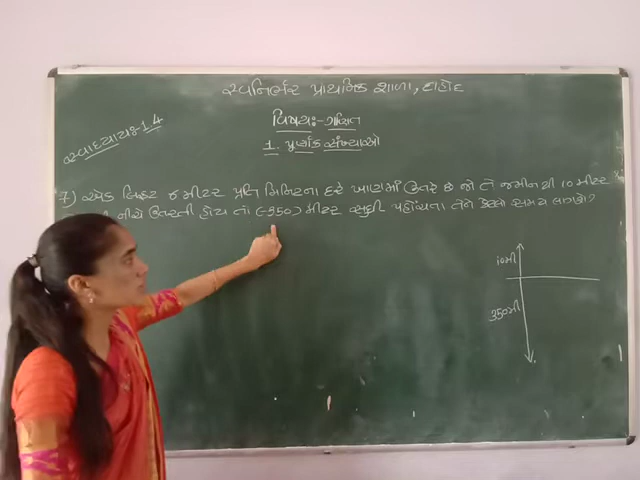 સ્વનિર્ભર પ્રાથમિક શાળા, દાહોદ
વિષય:- ગણિત
સ્વાધ્યાય:-1.4
1. પૂર્ણાંક સંખ્યાઓ
7) એક લિફ્ટ 6 મીટર પ્રતિ મિનિટના દરે ખાણમાં ઉતરે છે જો તે જમીનથી 10 મીટર
નીચે ઉતરતી હોય તો (-350) મીટર સુધી પહોંચતા તેને કેટલો સમય લાગશે?
10મી
350મી